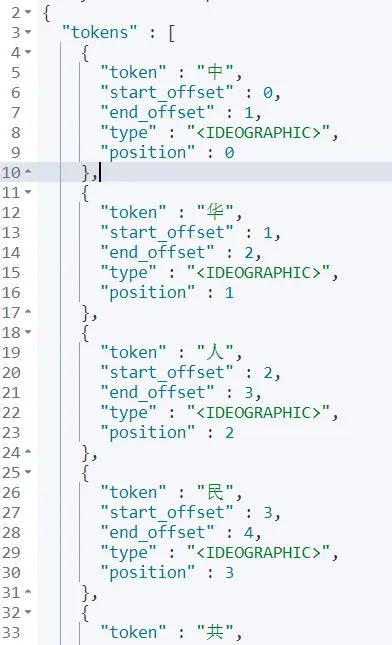 2 {
3 "tokens" : [
4 {
5 "token" : "中",
6 "start_offset" : 0,
7 "end_offset" : 1,
8 "type" : "<IDEOGRAPHIC>",
9 "position" : 0
10 },
11 {
12 "token" : "华",
13 "start_offset" : 1,
14 "end_offset" : 2,
15 "type" : "<IDEOGRAPHIC>",
16 "position" : 1
17 },
18 {
19 "token" : "人",
20 "start_offset" : 2,
21 "end_offset" : 3,
22 "type" : "<IDEOGRAPHIC>",
23 "position" : 2
24 },
25 {
26 "token" : "民",
27 "start_offset" : 3,
28 "end_offset" : 4,
29 "type" : "<IDEOGRAPHIC>",
30 "position" : 3
31 },
32 {
33 "token" : "共",